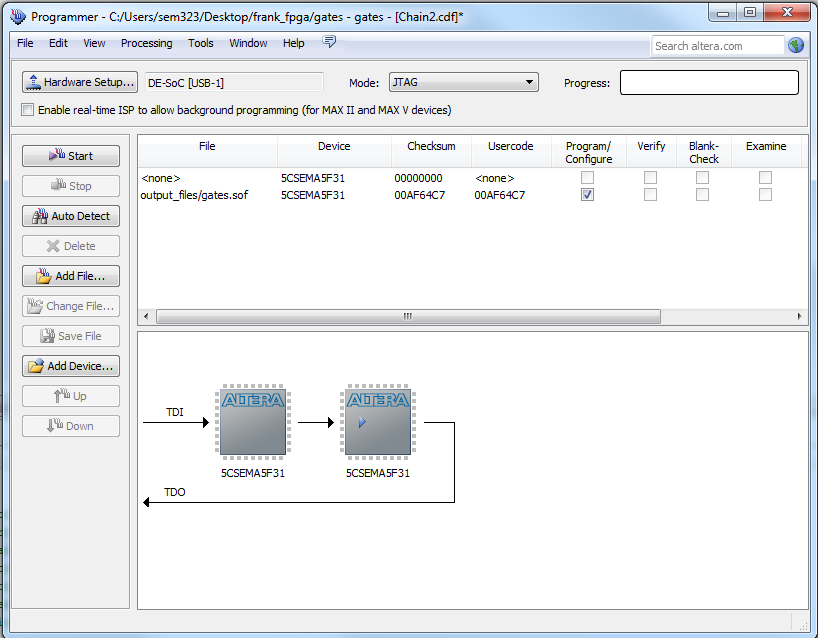 Programmer - C:/Users/sem323/Desktop/frank_fpga/gates - gates - [Chain2.cdf]*
File Edit View Processing Tools Window Help
Search altera.com
Hardware Setup... DE-SoC [USB-1] Mode: JTAG Progress:
Enable real-time ISP to allow background programming (for MAX II and MAX V devices)
Start
Stop
Auto Detect
Delete
Add File...
Change File...
Save File
Add Device...
Up
Down
File Device Checksum Usercode Program/ Configure Verify Blank- Check Examine
<none> 5CSEMA5F31 00000000 <none>
output_files/gates.sof 5CSEMA5F31 00AF64C7 00AF64C7
TDI
ALTERA ALTERA
5CSEMA5F31 5CSEMA5F31
TDO